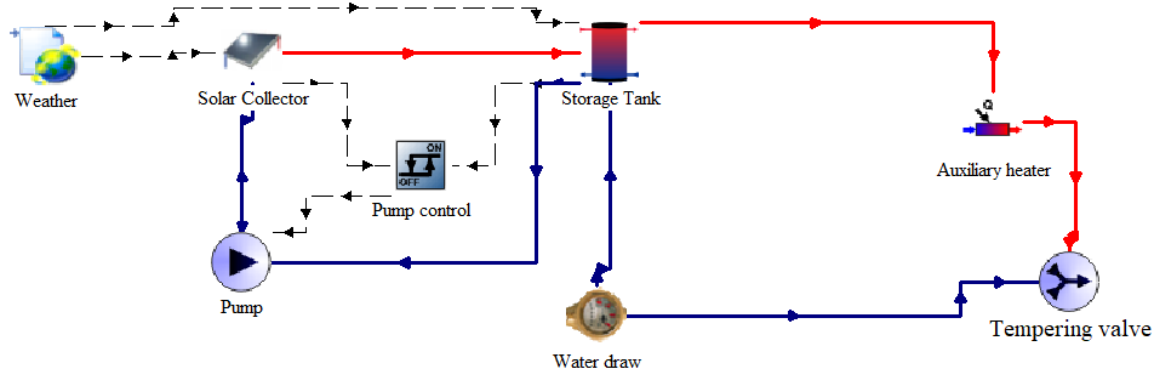 Weather
Solar Collector
Storage Tank
Q
Auxiliary heater
ON
OFF
Pump control
Pump
Water draw
Tempering valve